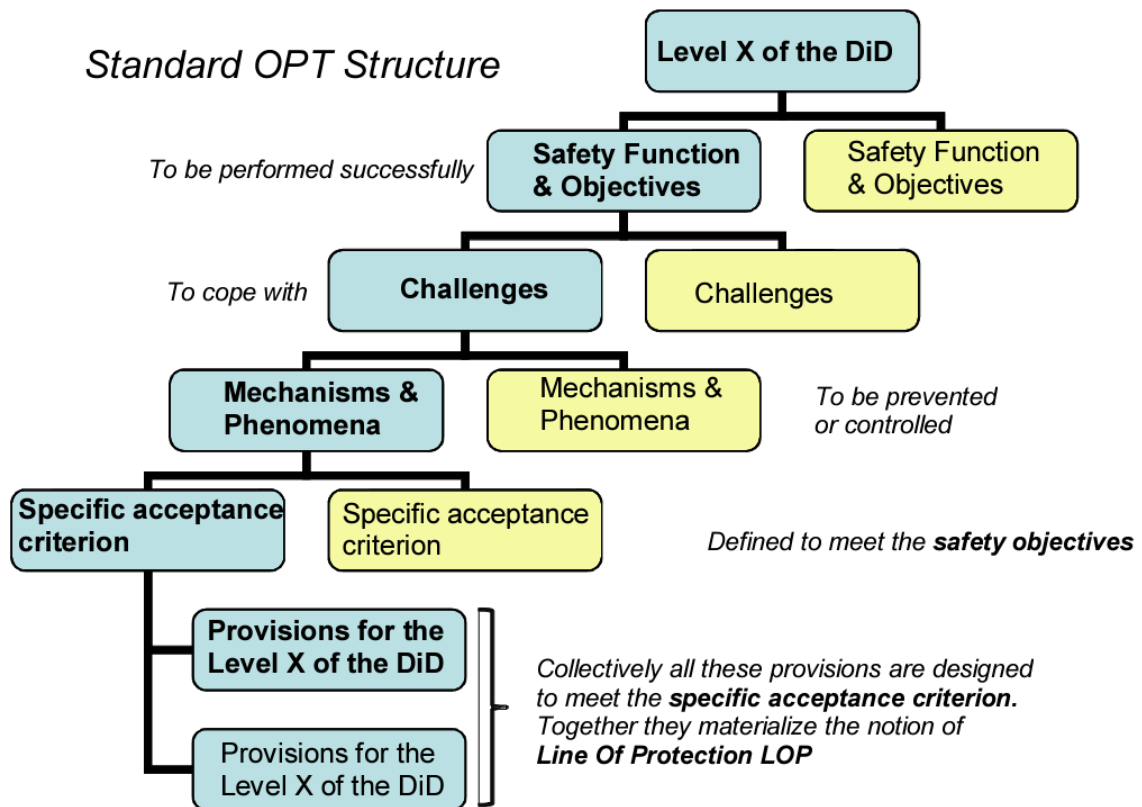 Standard OPT Structure
Level X of the DiD
To be performed successfully
Safety Function
& Objectives
Safety Function
& Objectives
To cope with
Challenges
Challenges
Mechanisms &
Phenomena
Mechanisms &
Phenomena
To be prevented
or controlled
Specific acceptance
criterion
Specific acceptance
criterion
Defined to meet the safety objectives
Provisions for the
Level X of the DiD
Provisions for the
Level X of the DiD
Collectively all these provisions are designed
to meet the specific acceptance criterion.
Together they materialize the notion of
Line Of Protection LOP